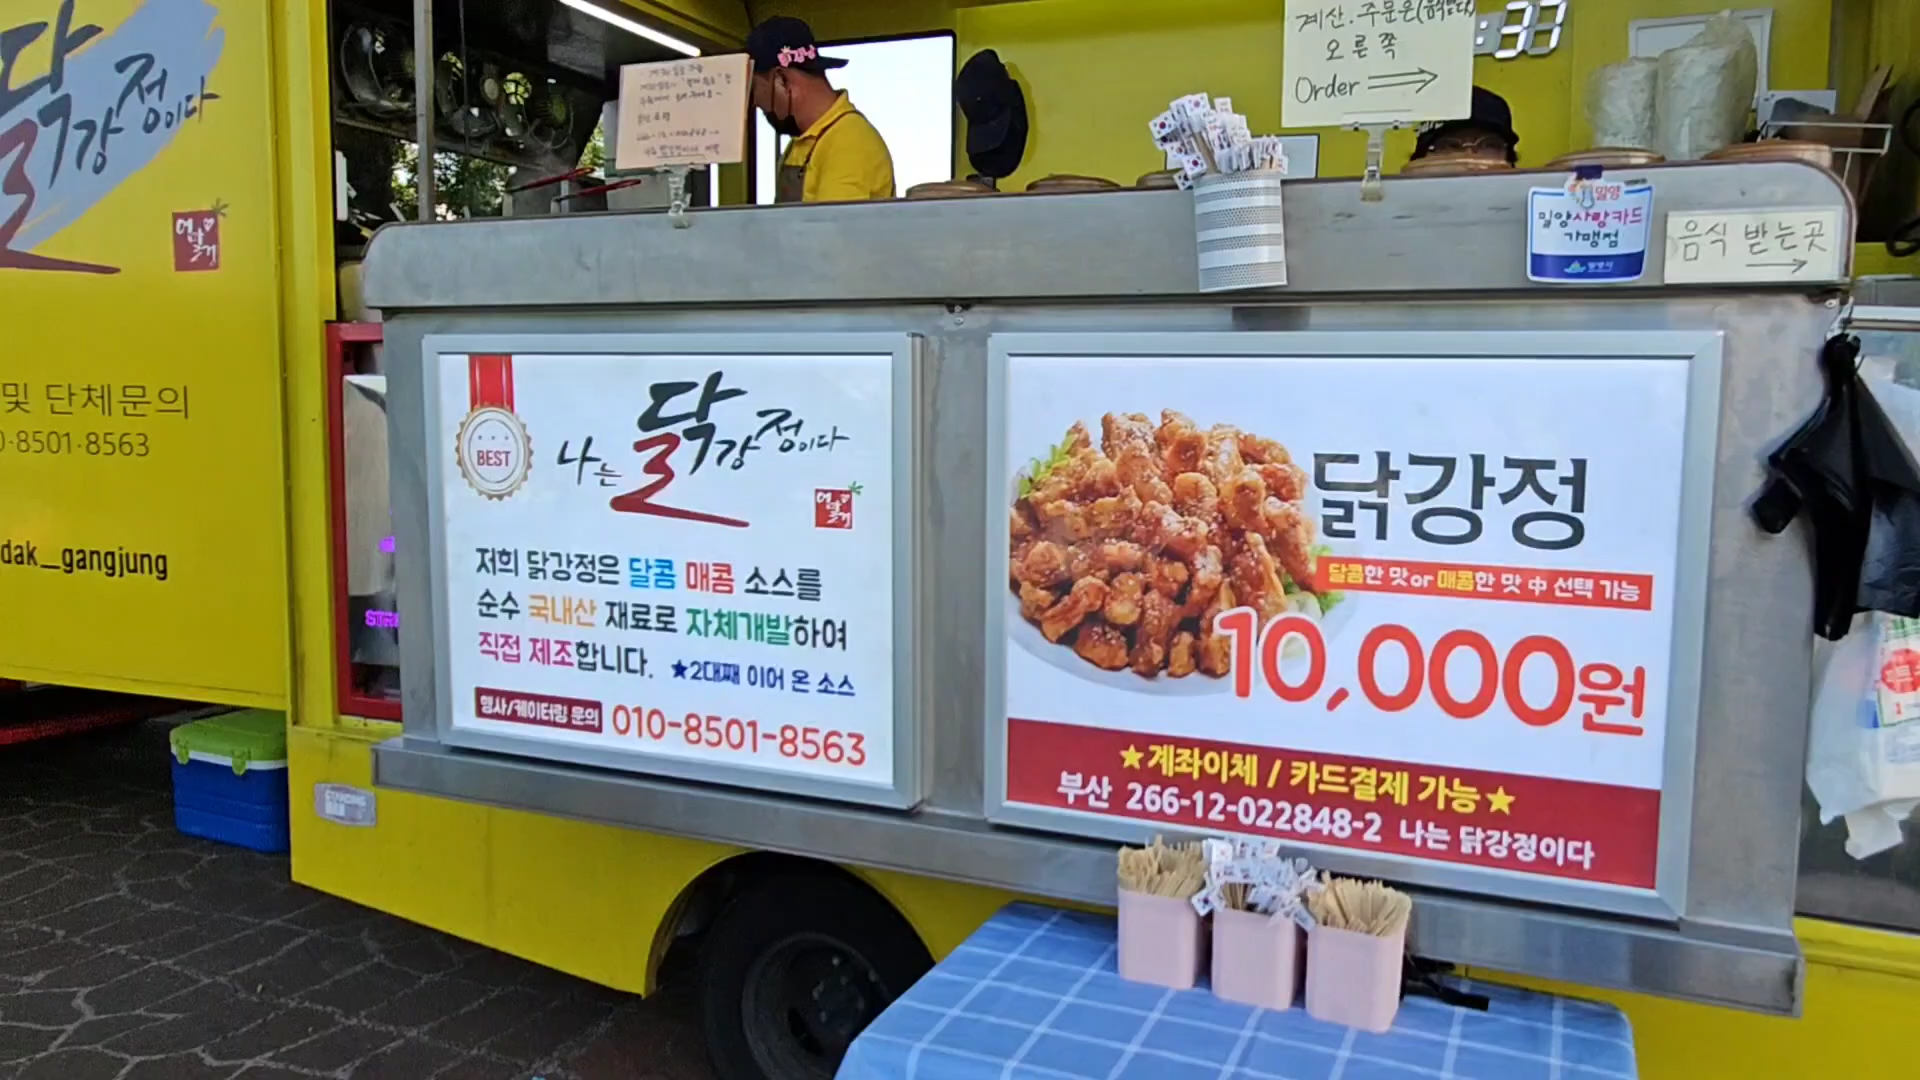 닭강정이다
및 단체문의
0·8501·8563
dak__gangjung
계산.주문은
오른쪽
Order →
:37
밀양
밀양사랑카드
가맹점
음식 받는곳
→
BEST
나는 닭강정이다
저희 닭강정은 달콤 매콤 소스를
순수 국내산 재료로 자체개발하여
직접 제조합니다. ★2대째 이어 온 소스
행사/케이터링 문의 010-8501-8563
닭강정
달콤한 맛 or 매콤한 맛 中 선택 가능
10,000원
★계좌이체 / 카드결제 가능★
부산 266-12-022848-2 나는 닭강정이다